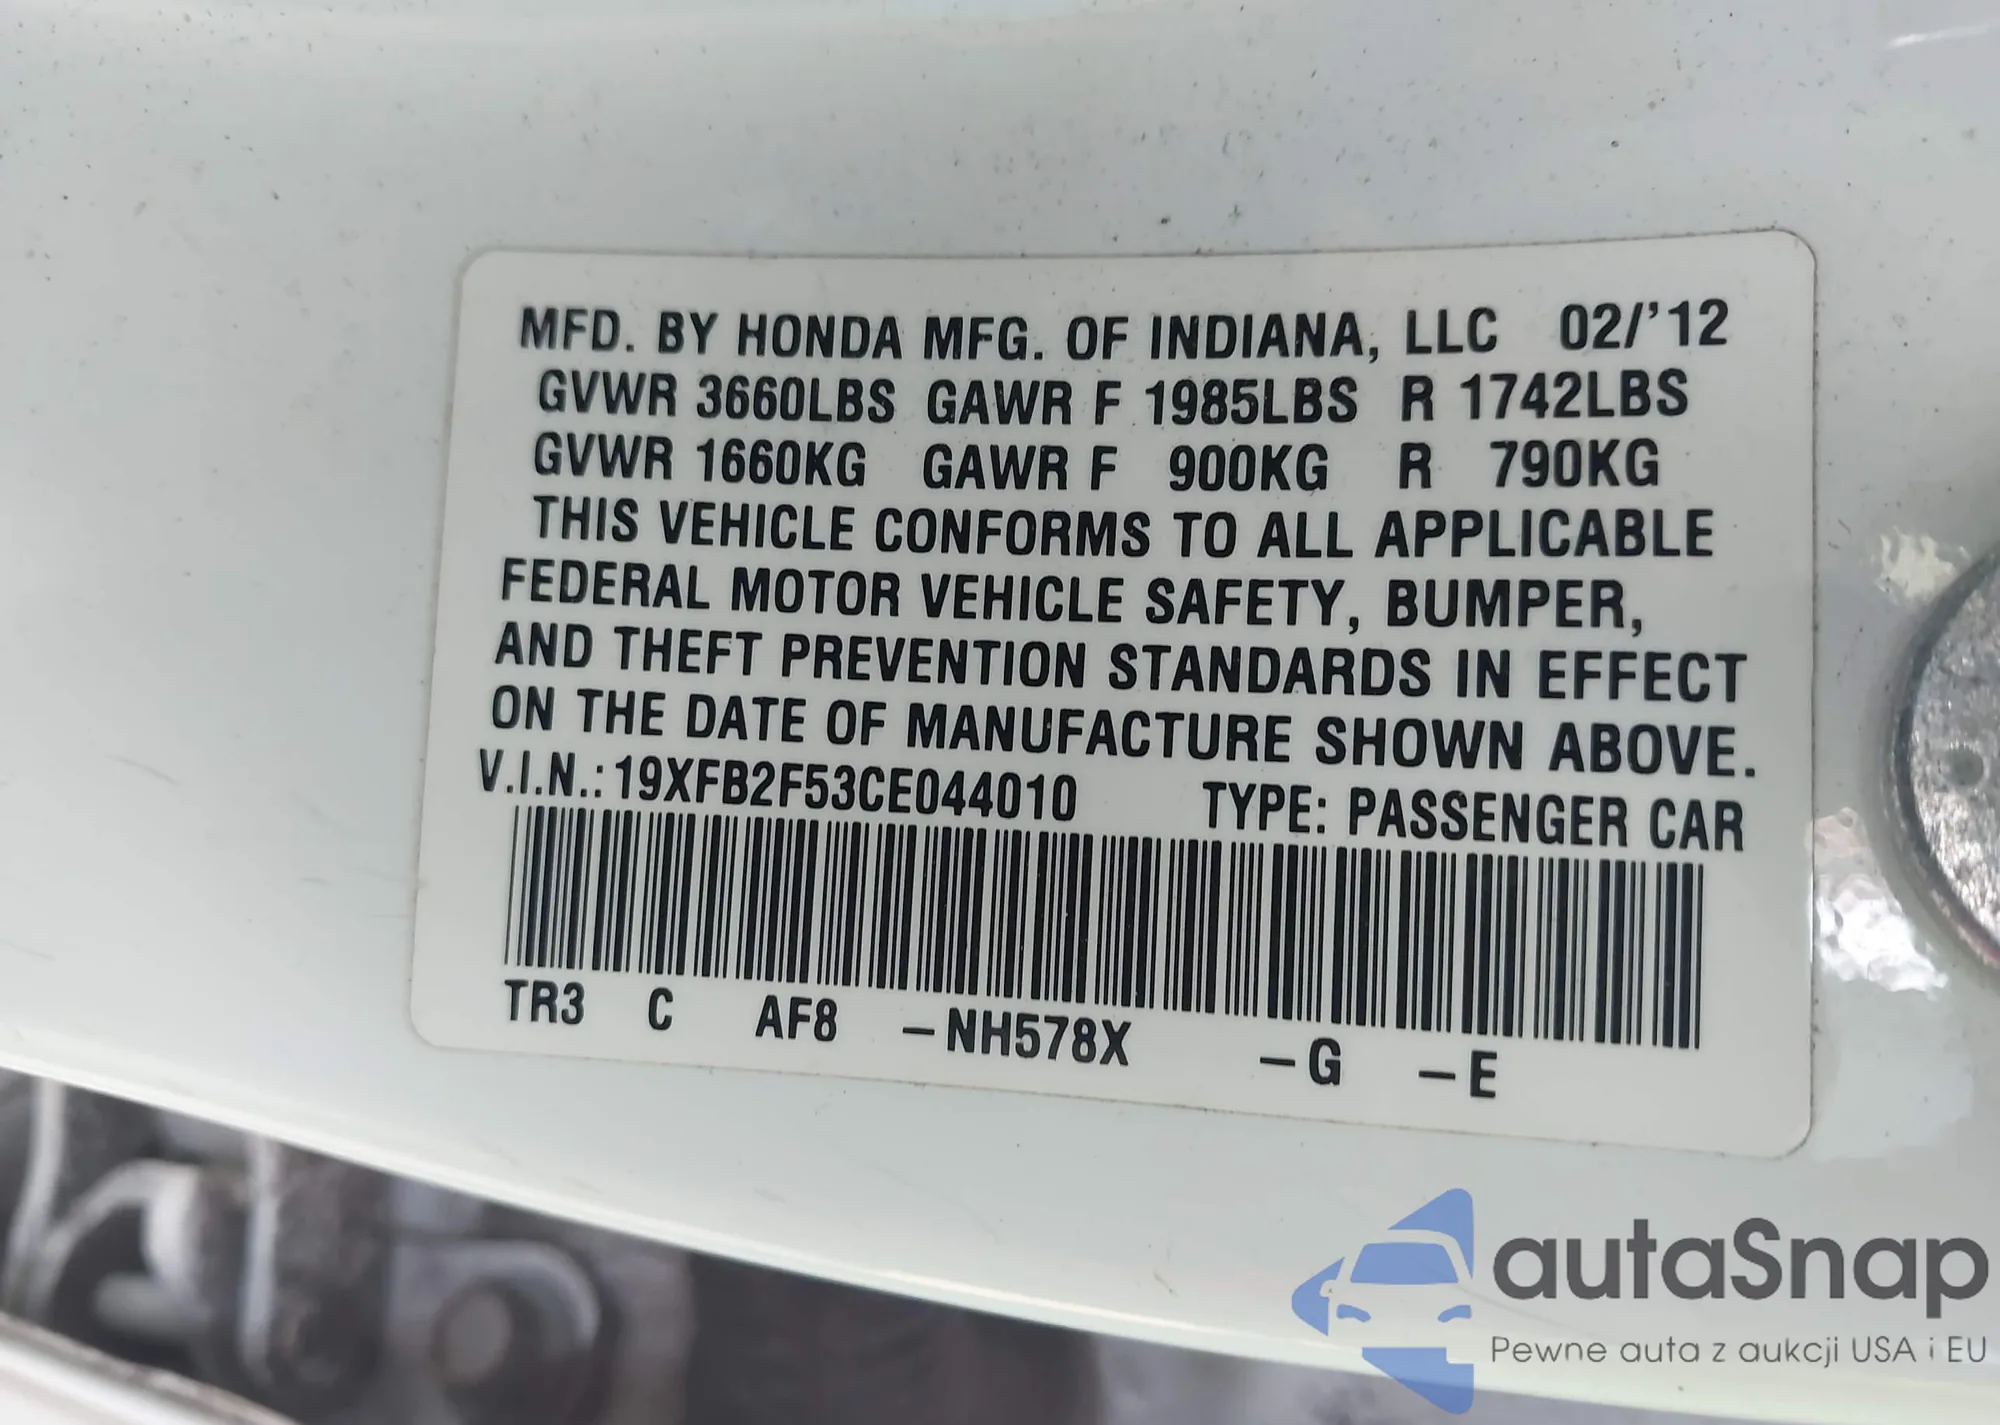 MFD. BY HONDA MFG. OF INDIANA, LLC 02/'12
GVWR 3660LBS GAWR F 1985LBS R 1742LBS
GVWR 1660KG GAWR F 900KG R 790KG
THIS VEHICLE CONFORMS TO ALL APPLICABLE
FEDERAL MOTOR VEHICLE SAFETY, BUMPER,
AND THEFT PREVENTION STANDARDS IN EFFECT
ON THE DATE OF MANUFACTURE SHOWN ABOVE.
V.I.N.: 19XFB2F53CE044010 TYPE: PASSENGER CAR
TR3 C AF8 -NH578X -G -E
autaSnap
Pewne auta z aukcji USA i EU